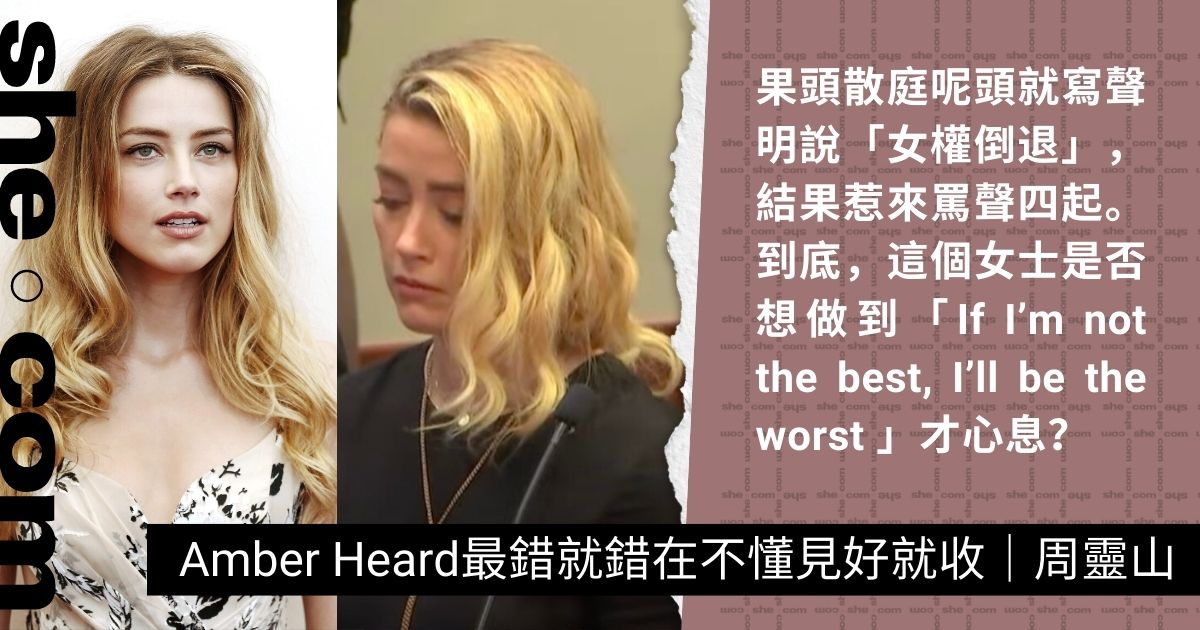 she.com
果頭散庭呢頭就寫聲
明說「女權倒退」，
結果惹來罵聲四起。
到底，這個女士是否
想做到「If I’m not
the best, I’ll be the
worst」才心息？
Amber Heard最錯就錯在不懂見好就收｜周靈山